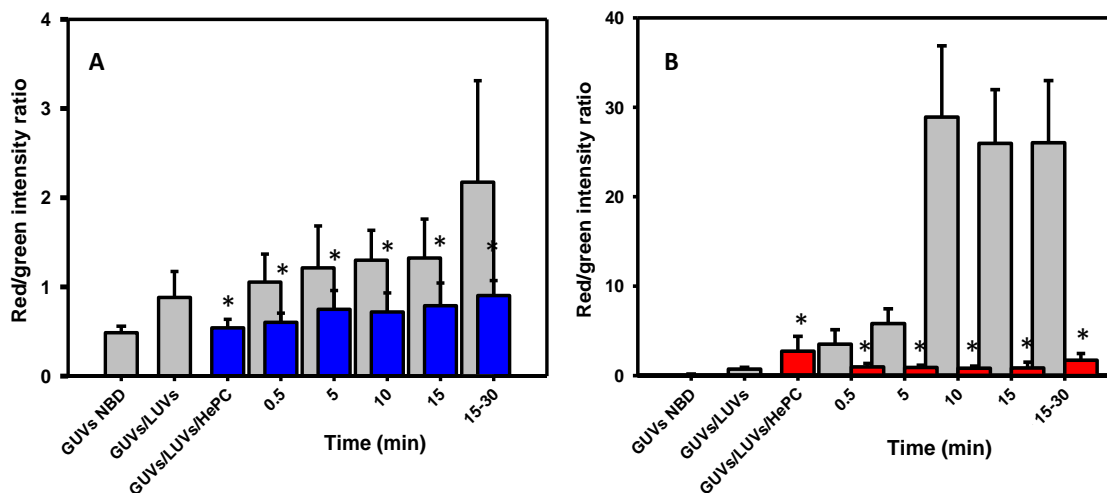 A
Red/green intensity ratio
4
3
2
1
0
* * * * * *
GUVs NBD
GUVs/LUVs
GUVs/LUVs/HePC
0.5
5
10
15
15-30
Time (min)
B
Red/green intensity ratio
40
30
20
10
0
* * * * * *
GUVs NBD
GUVs/LUVs
GUVs/LUVs/HePC
0.5
5
10
15
15-30
Time (min)